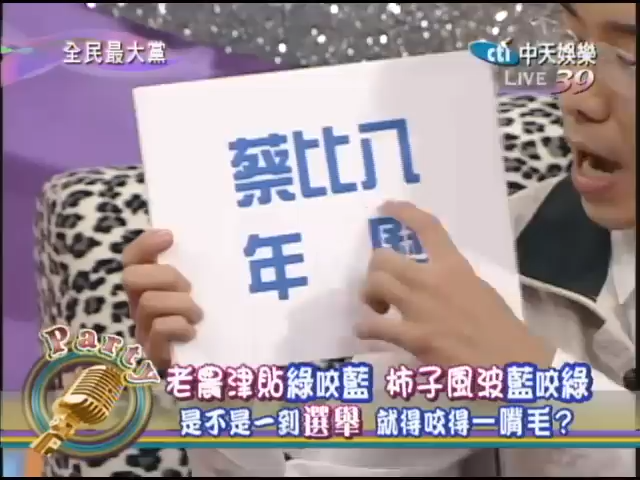 全民最大黨
cti 中天娛樂
LIVE 39
蔡比八
年
Party
老農津貼綠咬藍 柿子風波藍咬綠
是不是一到選舉 就得咬得一嘴毛?